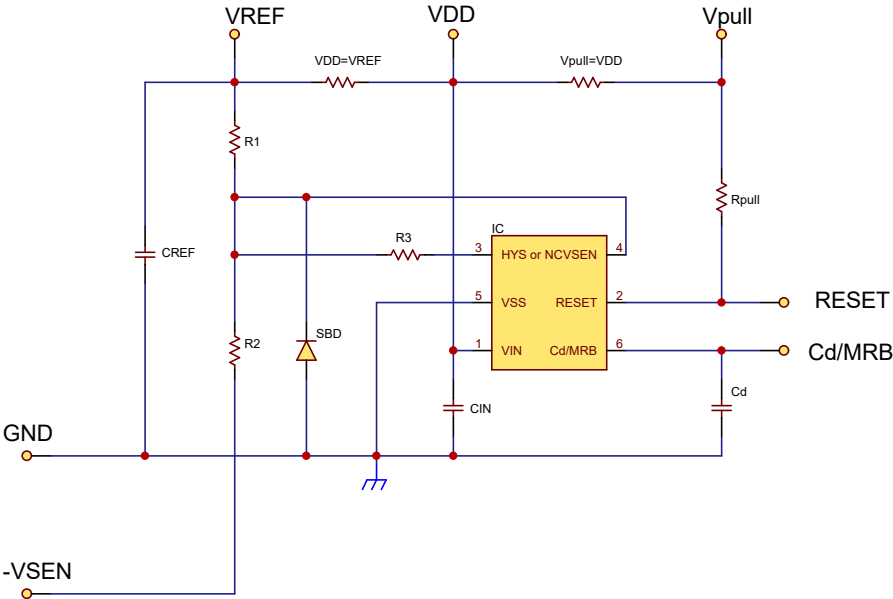 VREF
VDD
Vpull
VDD=VREF
Vpull=VDD
R1
Rpull
IC
R3
3
HYS or NCVSEN
4
CREF
5
VSS
RESET
2
RESET
SBD
R2
1
VIN
Cd/MRB
6
Cd/MRB
Cd
CIN
GND
-VSEN